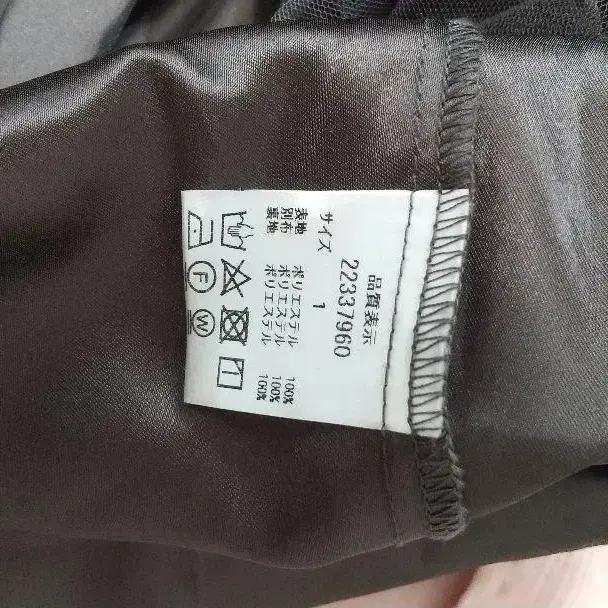 品質表示
22337960
サイズ 1
表地 ポリエステル 100%
別布 ポリエステル 100%
裏地 ポリエステル 100%
F
W